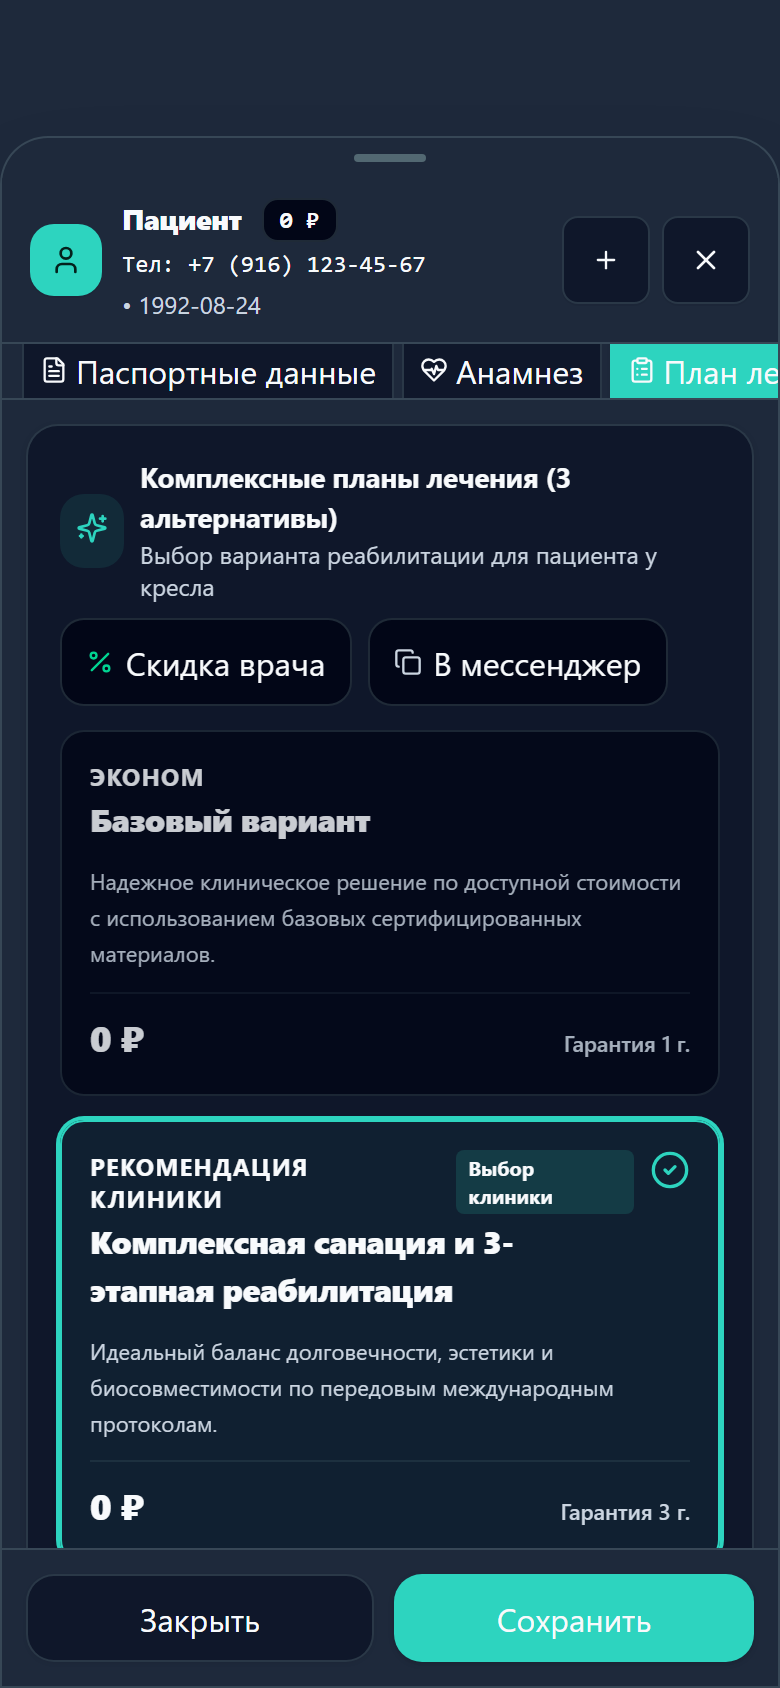 Пациент 0 ₽
Тел: +7 (916) 123-45-67
• 1992-08-24
Паспортные данные Анамнез План ле
Комплексные планы лечения (3
альтернативы)
Выбор варианта реабилитации для пациента у
кресла
Скидка врача В мессенджер
ЭКОНОМ
Базовый вариант
Надежное клиническое решение по доступной стоимости
с использованием базовых сертифицированных
материалов.
0 ₽ Гарантия 1 г.
РЕКОМЕНДАЦИЯ
КЛИНИКИ
Выбор
клиники
Комплексная санация и 3-
этапная реабилитация
Идеальный баланс долговечности, эстетики и
биосовместимости по передовым международным
протоколам.
0 ₽ Гарантия 3 г.
Закрыть Сохранить